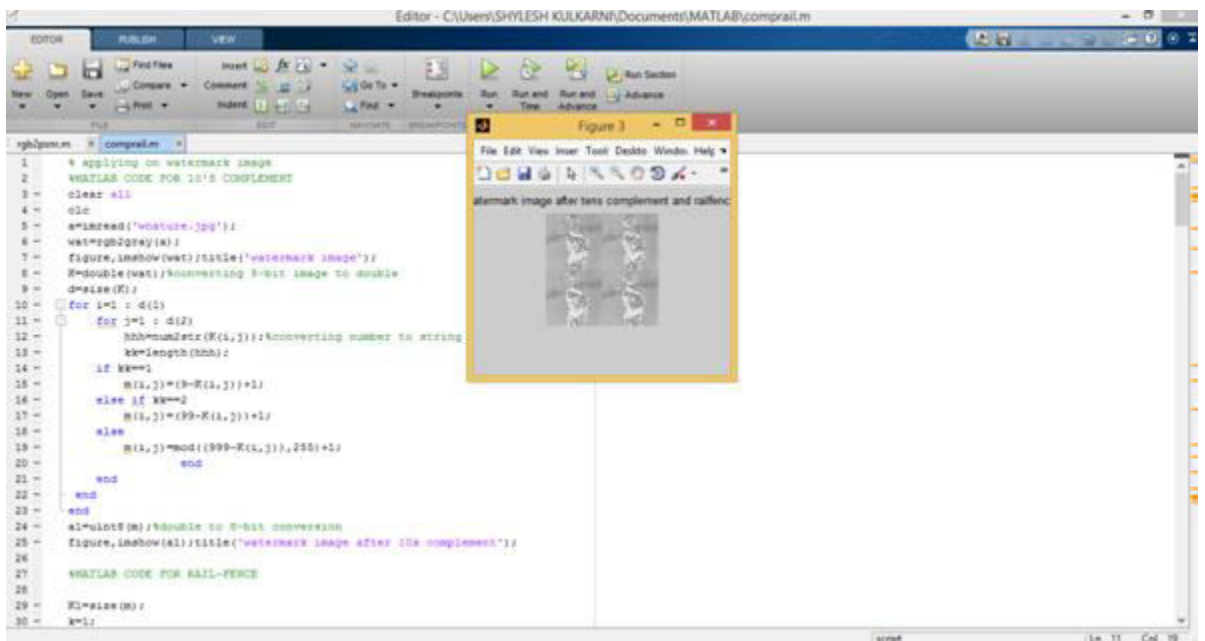 Editor - C:\Users\SHYLESH KULKARNI\Documents\MATLAB\comprail.m
EDITOR PUBLISH VIEW
New Open Save Find Files Compare Print
Insert Comment Indent
Go To Find
Breakpoints
Run Run and Time Run and Advance Run Section Advance
FILE EDIT NAVIGATE BREAKPOINTS
rgb2psnr.m comprail.m
1 % applying on watermark image
2 %MATLAB CODE FOR 10'S COMPLEMENT
3 clear all
4 clc
5 a=imread('wnature.jpg');
6 wat=rgb2gray(a);
7 figure,imshow(wat);title('watermark image');
8 K=double(wat);%converting 8-bit image to double
9 d=size(K);
10 for i=1 : d(1)
11 for j=1 : d(2)
12 hhh=num2str(K(i,j));%converting number to string
13 kk=length(hhh);
14 if kk==1
15 m(i,j)=(9-K(i,j))+1;
16 else if kk==2
17 m(i,j)=(99-K(i,j))+1;
18 else
19 m(i,j)=mod((999-K(i,j)),255)+1;
20 end
21 end
22 end
23 end
24 a1=uint8(m);%double to 8-bit conversion
25 figure,imshow(a1);title('watermark image after 10s complement');
26
27 %MATLAB CODE FOR RAIL-FENCE
28
29 K1=size(m);
30 k=1;
Figure 3
File Edit View Inser Tool: Deskto Windov Help
atermark image after tens complement and railfenc
script Ln 11 Col 19